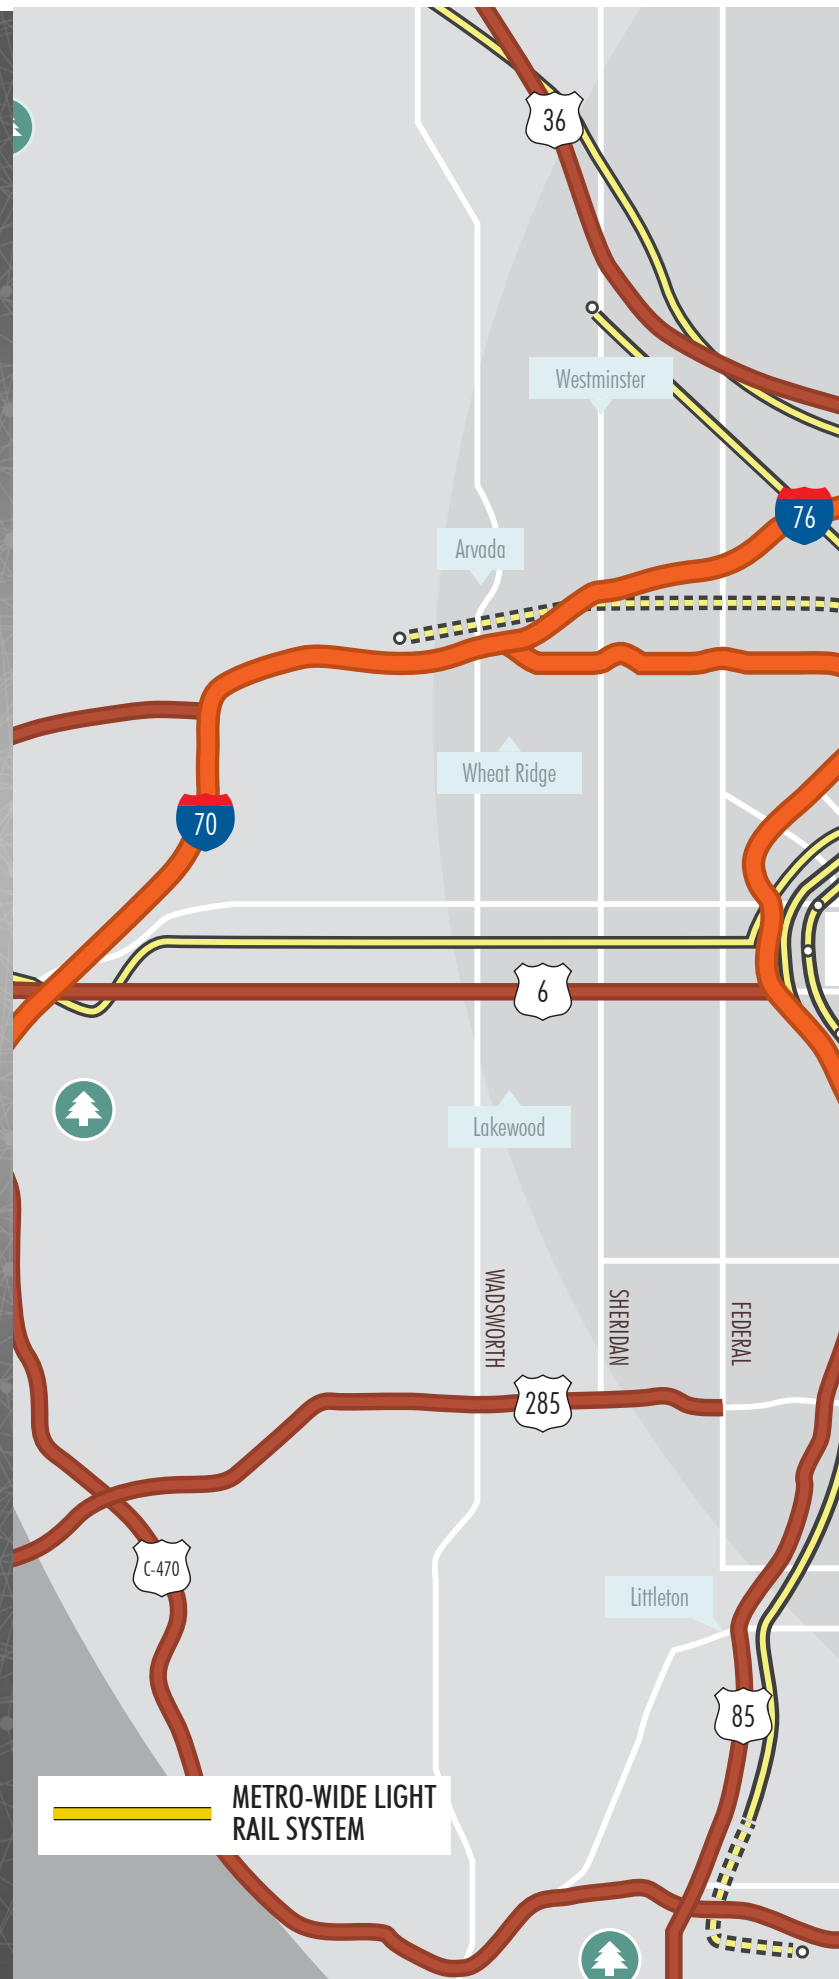 36
Westminster
76
Arvada
Wheat Ridge
70
6
Lakewood
WADSWORTH
SHERIDAN
FEDERAL
285
C-470
Littleton
85
METRO-WIDE LIGHT
RAIL SYSTEM